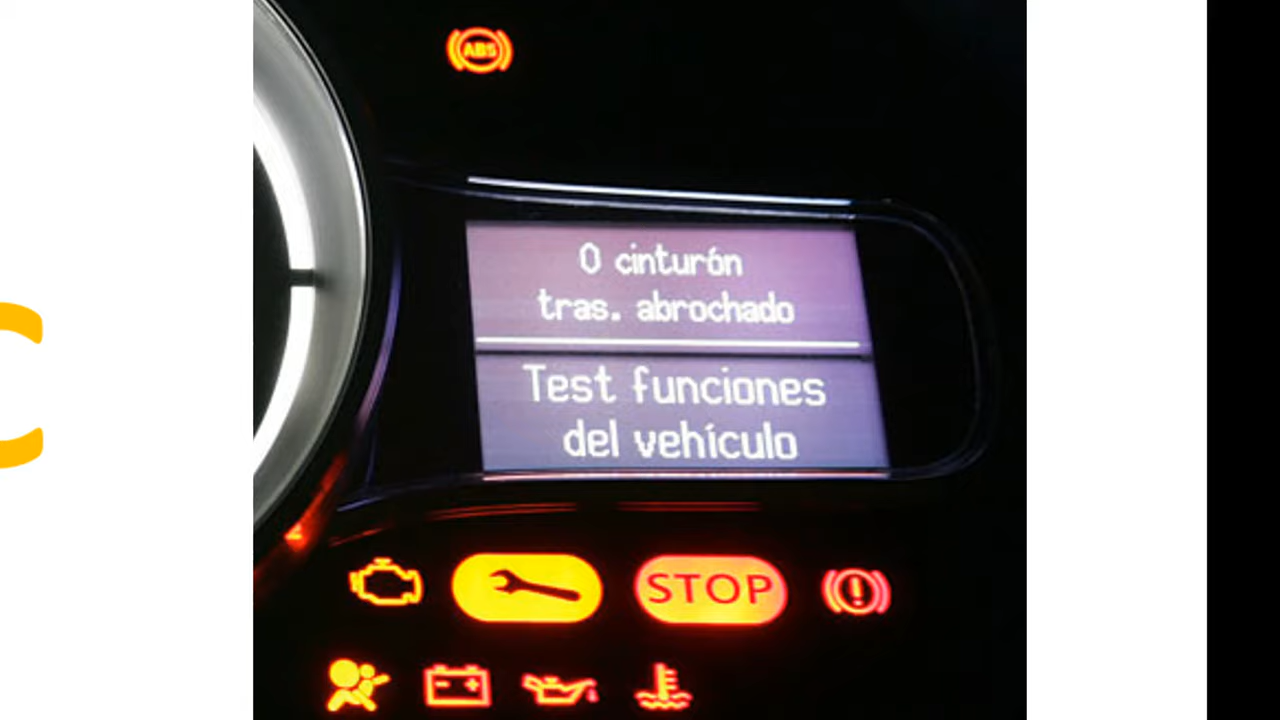 ABS
0 cinturón
tras. abrochado
Test funciones
del vehículo
STOP